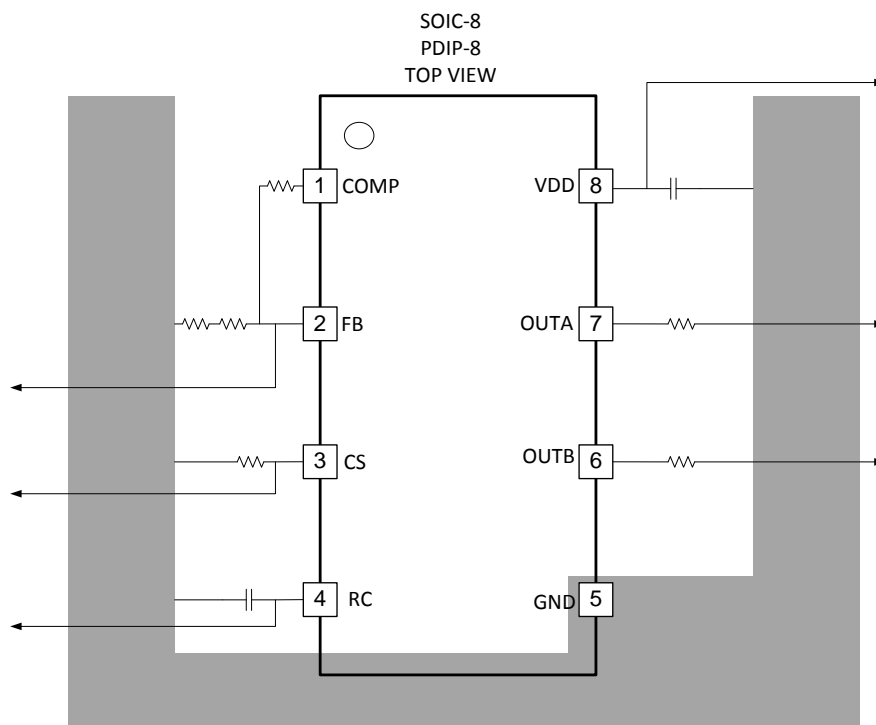 SOIC-8
PDIP-8
TOP VIEW
1 COMP
VDD 8
2 FB
OUTA 7
3 CS
OUTB 6
4 RC
GND 5